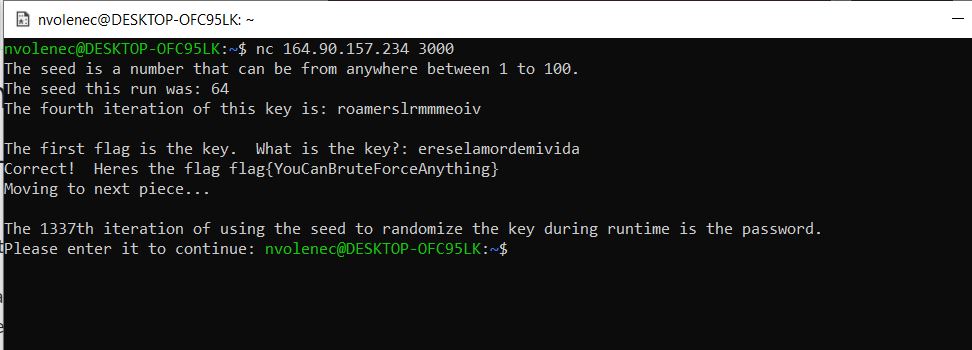 nvolenec@DESKTOP-OFC95LK: ~
nvolenec@DESKTOP-OFC95LK:~$ nc 164.90.157.234 3000
The seed is a number that can be from anywhere between 1 to 100.
The seed this run was: 64
The fourth iteration of this key is: roamerslrmmmeoiv
The first flag is the key.  What is the key?: ereselamordemivida
Correct!  Heres the flag flag{YouCanBruteForceAnything}
Moving to next piece...
The 1337th iteration of using the seed to randomize the key during runtime is the password.
Please enter it to continue: nvolenec@DESKTOP-OFC95LK:~$